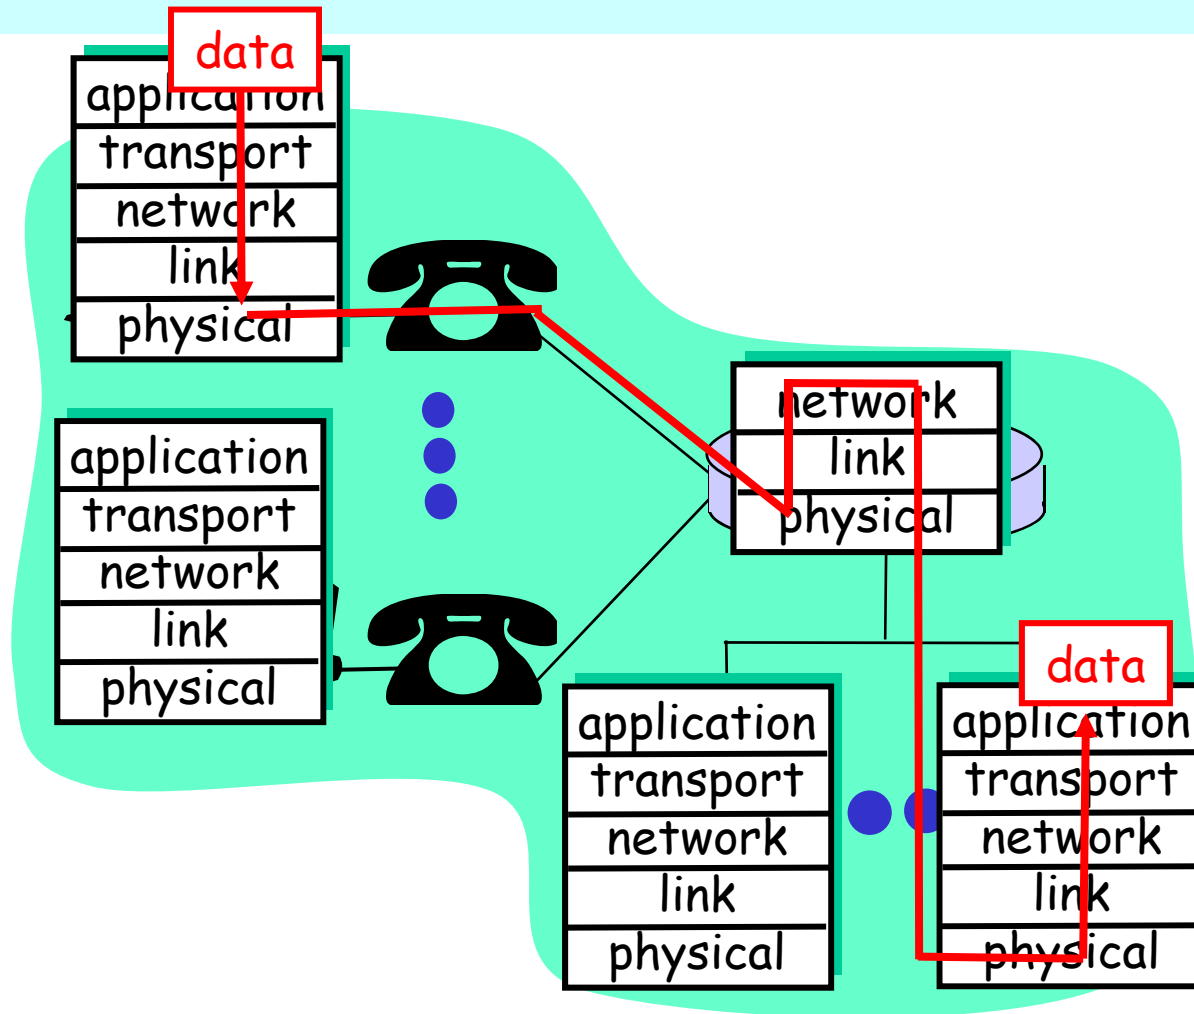 data
application
transport
network
link
physical
application
transport
network
link
physical
network
link
physical
application
transport
network
link
physical
data
application
transport
network
link
physical